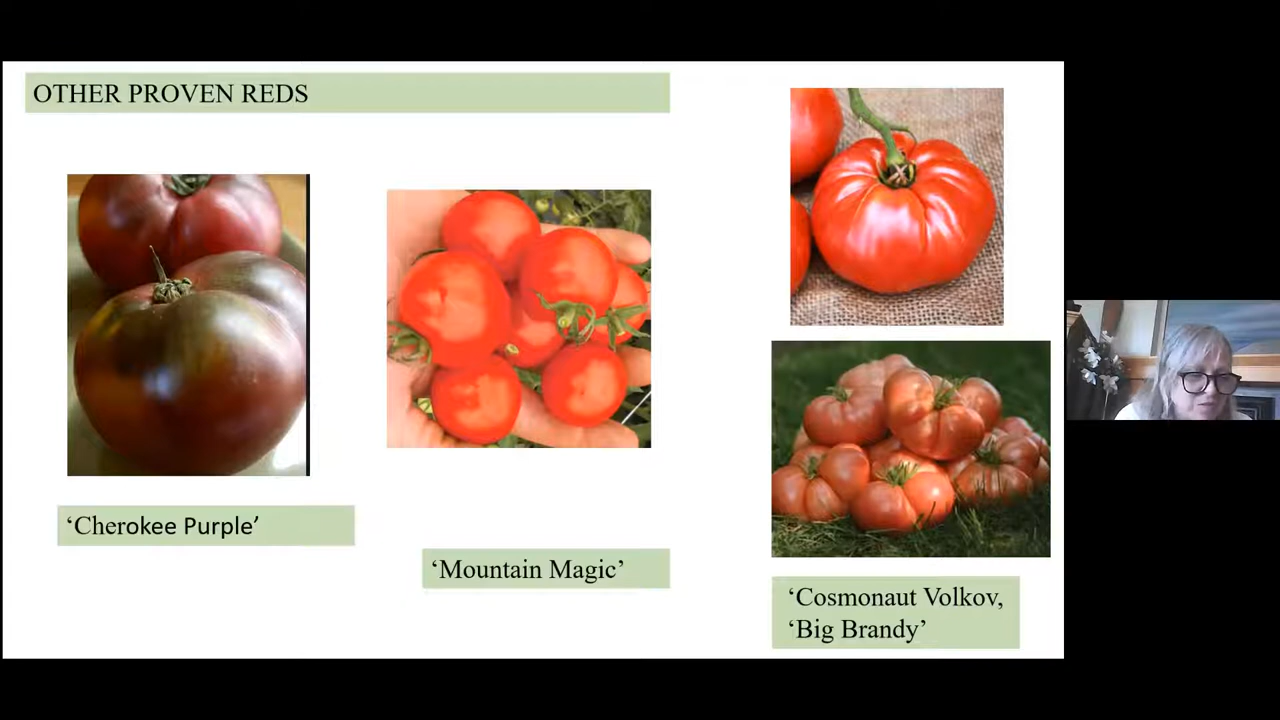 OTHER PROVEN REDS
‘Cherokee Purple’
‘Mountain Magic’
‘Cosmonaut Volkov,
‘Big Brandy’